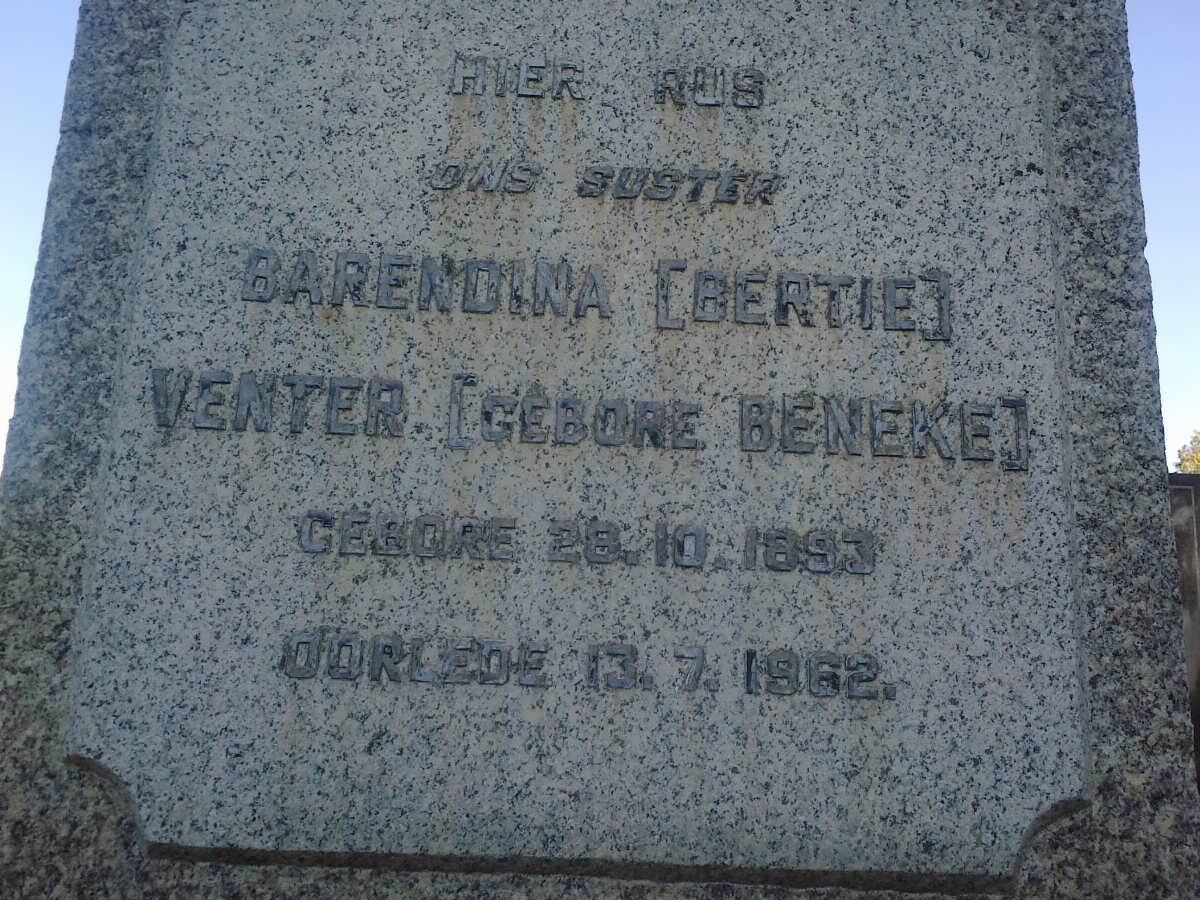 HIER RUS
ONS SUSTER
BARENDINA [BERTIE]
VENTER [GEBORE BENEKE]
GEBORE 28.10.1893
OORLEDE 13.7.1962.